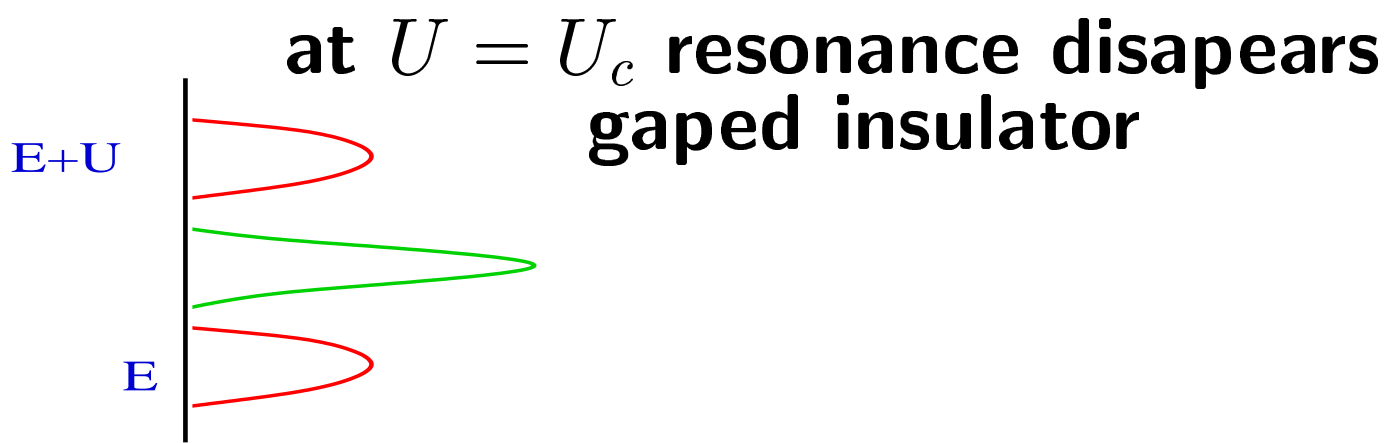 at U = U_c resonance disapears
gaped insulator
E+U
E